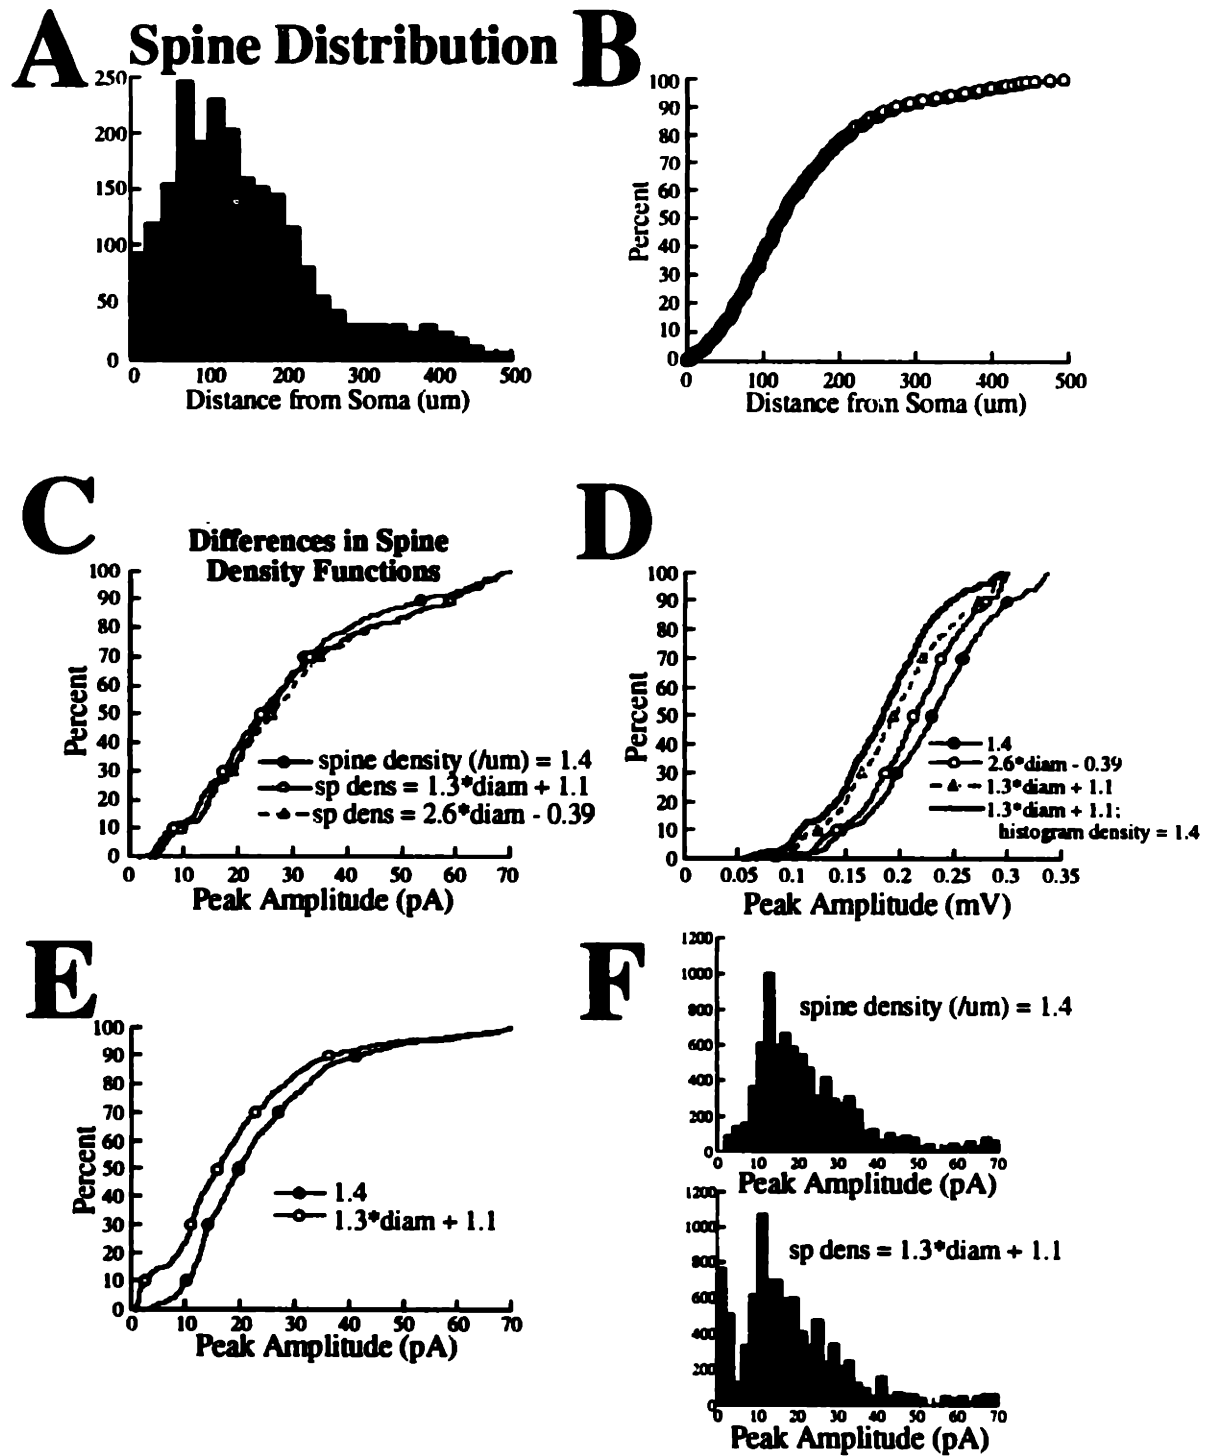 A Spine Distribution
250
200
150
100
50
0
0 100 200 300 400 500
Distance from Soma (um)
B
100
90
80
70
60
50
40
30
20
10
0
Percent
0 100 200 300 400 500
Distance from Soma (um)
C
Differences in Spine
Density Functions
100
90
80
70
60
50
40
30
20
10
0
Percent
spine density (/um) = 1.4
sp dens = 1.3*diam + 1.1
sp dens = 2.6*diam - 0.39
0 10 20 30 40 50 60 70
Peak Amplitude (pA)
D
100
90
80
70
60
50
40
30
20
10
0
Percent
1.4
2.6*diam - 0.39
1.3*diam + 1.1
1.3*diam + 1.1:
histogram density = 1.4
0 0.05 0.1 0.15 0.2 0.25 0.3 0.35
Peak Amplitude (mV)
E
100
90
80
70
60
50
40
30
20
10
0
Percent
1.4
1.3*diam + 1.1
0 10 20 30 40 50 60 70
Peak Amplitude (pA)
F
1200
1000
800
600
400
200
0
spine density (/um) = 1.4
0 10 20 30 40 50 60 70
Peak Amplitude (pA)
1200
1000
800
600
400
200
0
sp dens = 1.3*diam + 1.1
0 10 20 30 40 50 60 70
Peak Amplitude (pA)